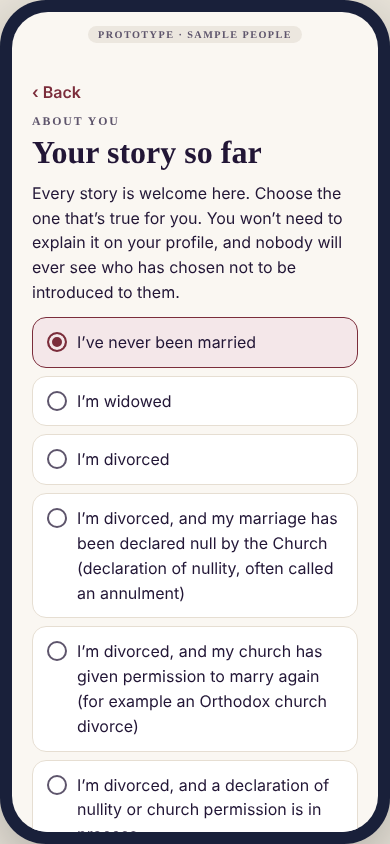 PROTOTYPE · SAMPLE PEOPLE
‹ Back
ABOUT YOU
Your story so far
Every story is welcome here. Choose the
one that’s true for you. You won’t need to
explain it on your profile, and nobody will
ever see who has chosen not to be
introduced to them.
I’ve never been married
I’m widowed
I’m divorced
I’m divorced, and my marriage has
been declared null by the Church
(declaration of nullity, often called
an annulment)
I’m divorced, and my church has
given permission to marry again
(for example an Orthodox church
divorce)
I’m divorced, and a declaration of
nullity or church permission is in